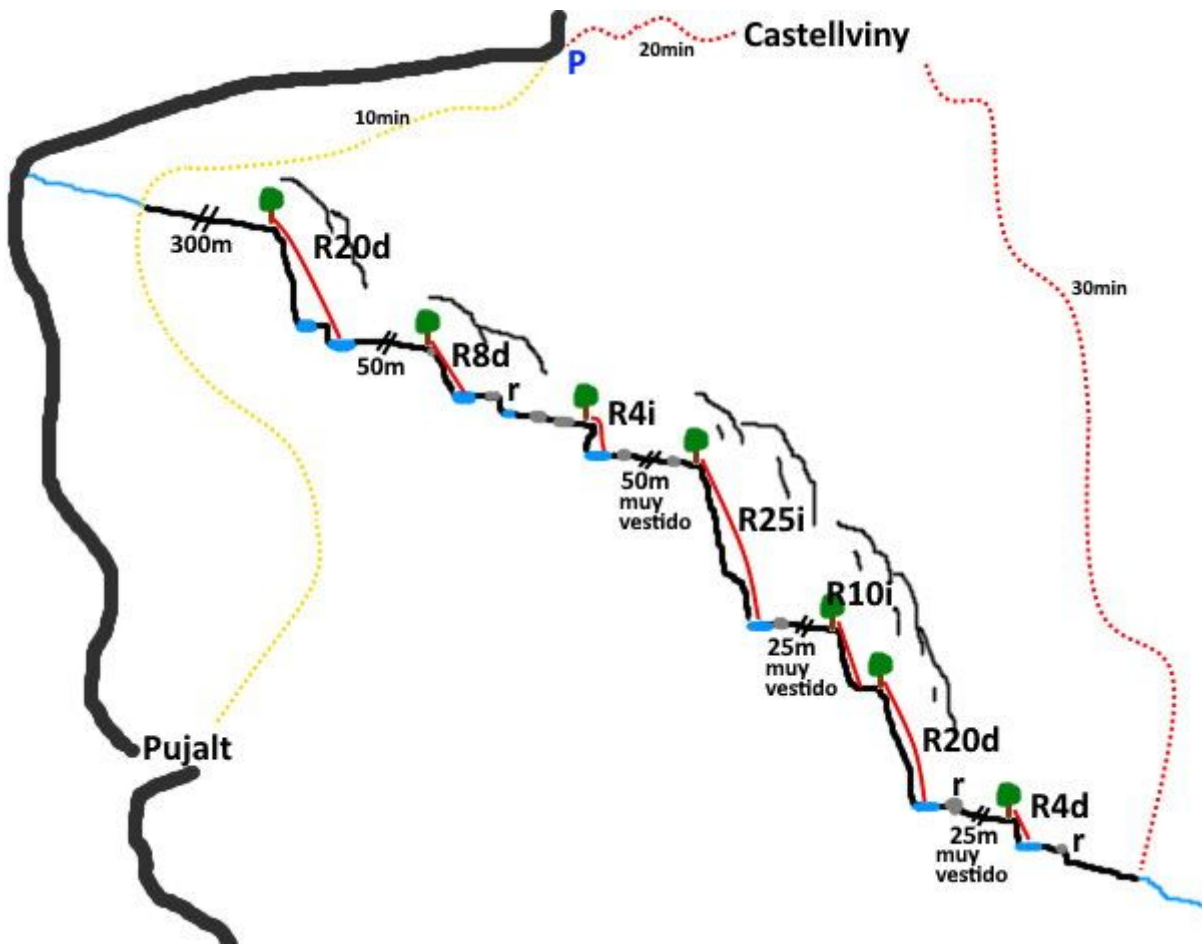 Castellviny
20min
P
10min
R20d
300m
30min
R8d
50m
r
R4i
50m
muy
vestido
R25i
R10i
25m
muy
vestido
Pujalt
R20d
r
R4d
25m
muy
vestido
r